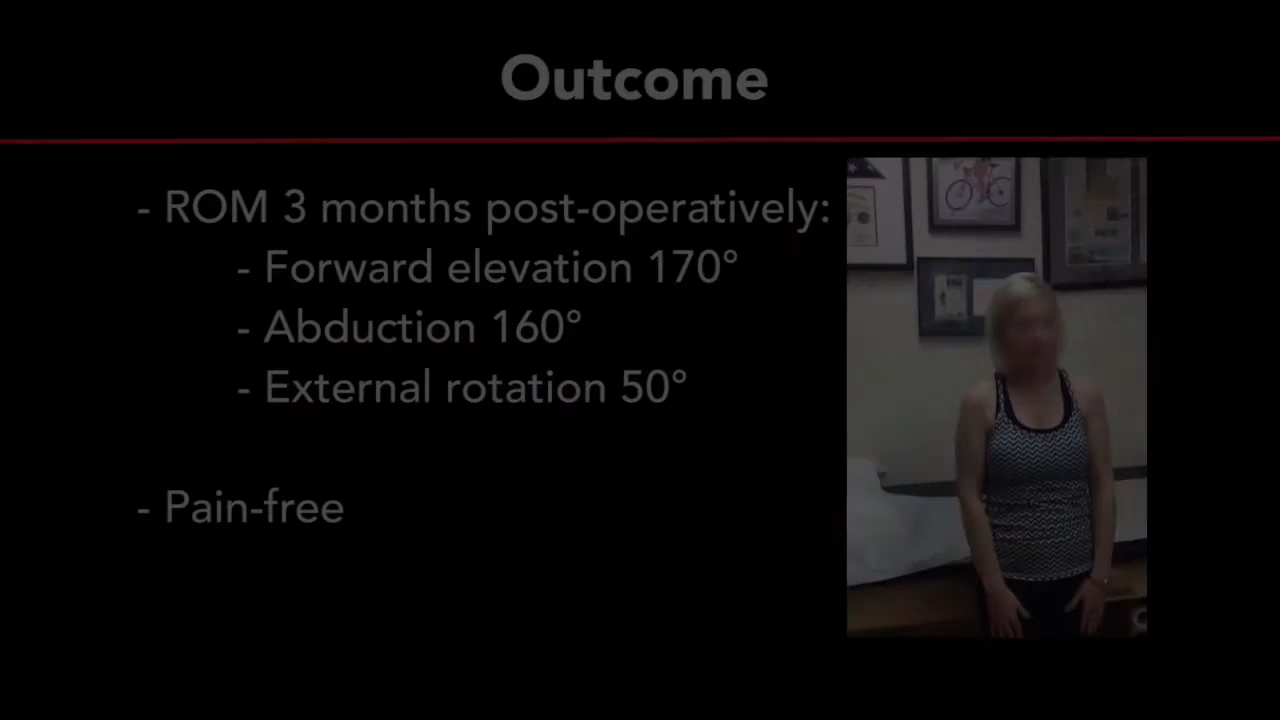 Outcome
- ROM 3 months post-operatively:
- Forward elevation 170°
- Abduction 160°
- External rotation 50°
- Pain-free